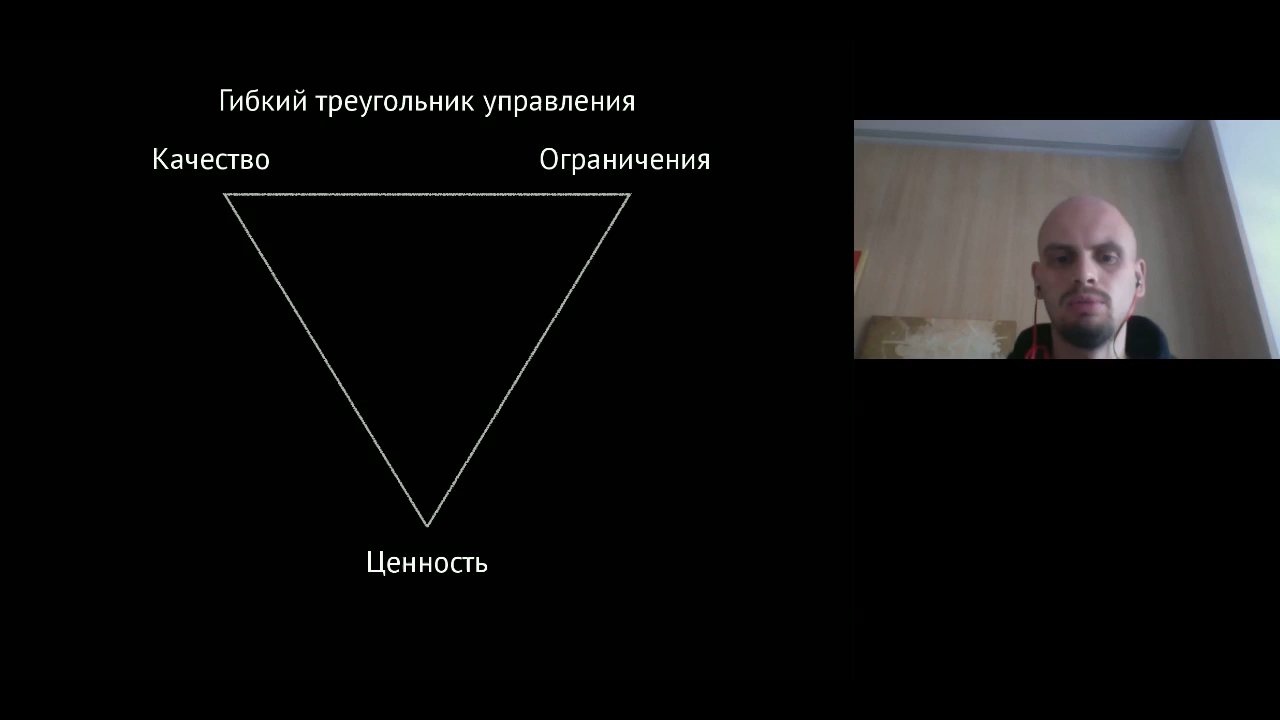 Гибкий треугольник управления
Качество
Ограничения
Ценность